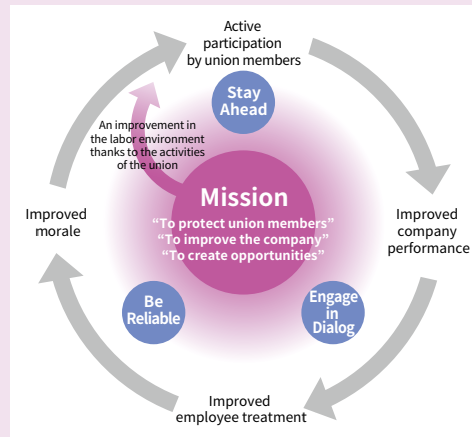 Active
participation
by union members
Stay
Ahead
An improvement in
the labor environment
thanks to the activities
of the union
Mission
“To protect union members”
“To improve the company”
“To create opportunities”
Improved
morale
Improved
company
performance
Be
Reliable
Engage
in
Dialog
Improved
employee treatment